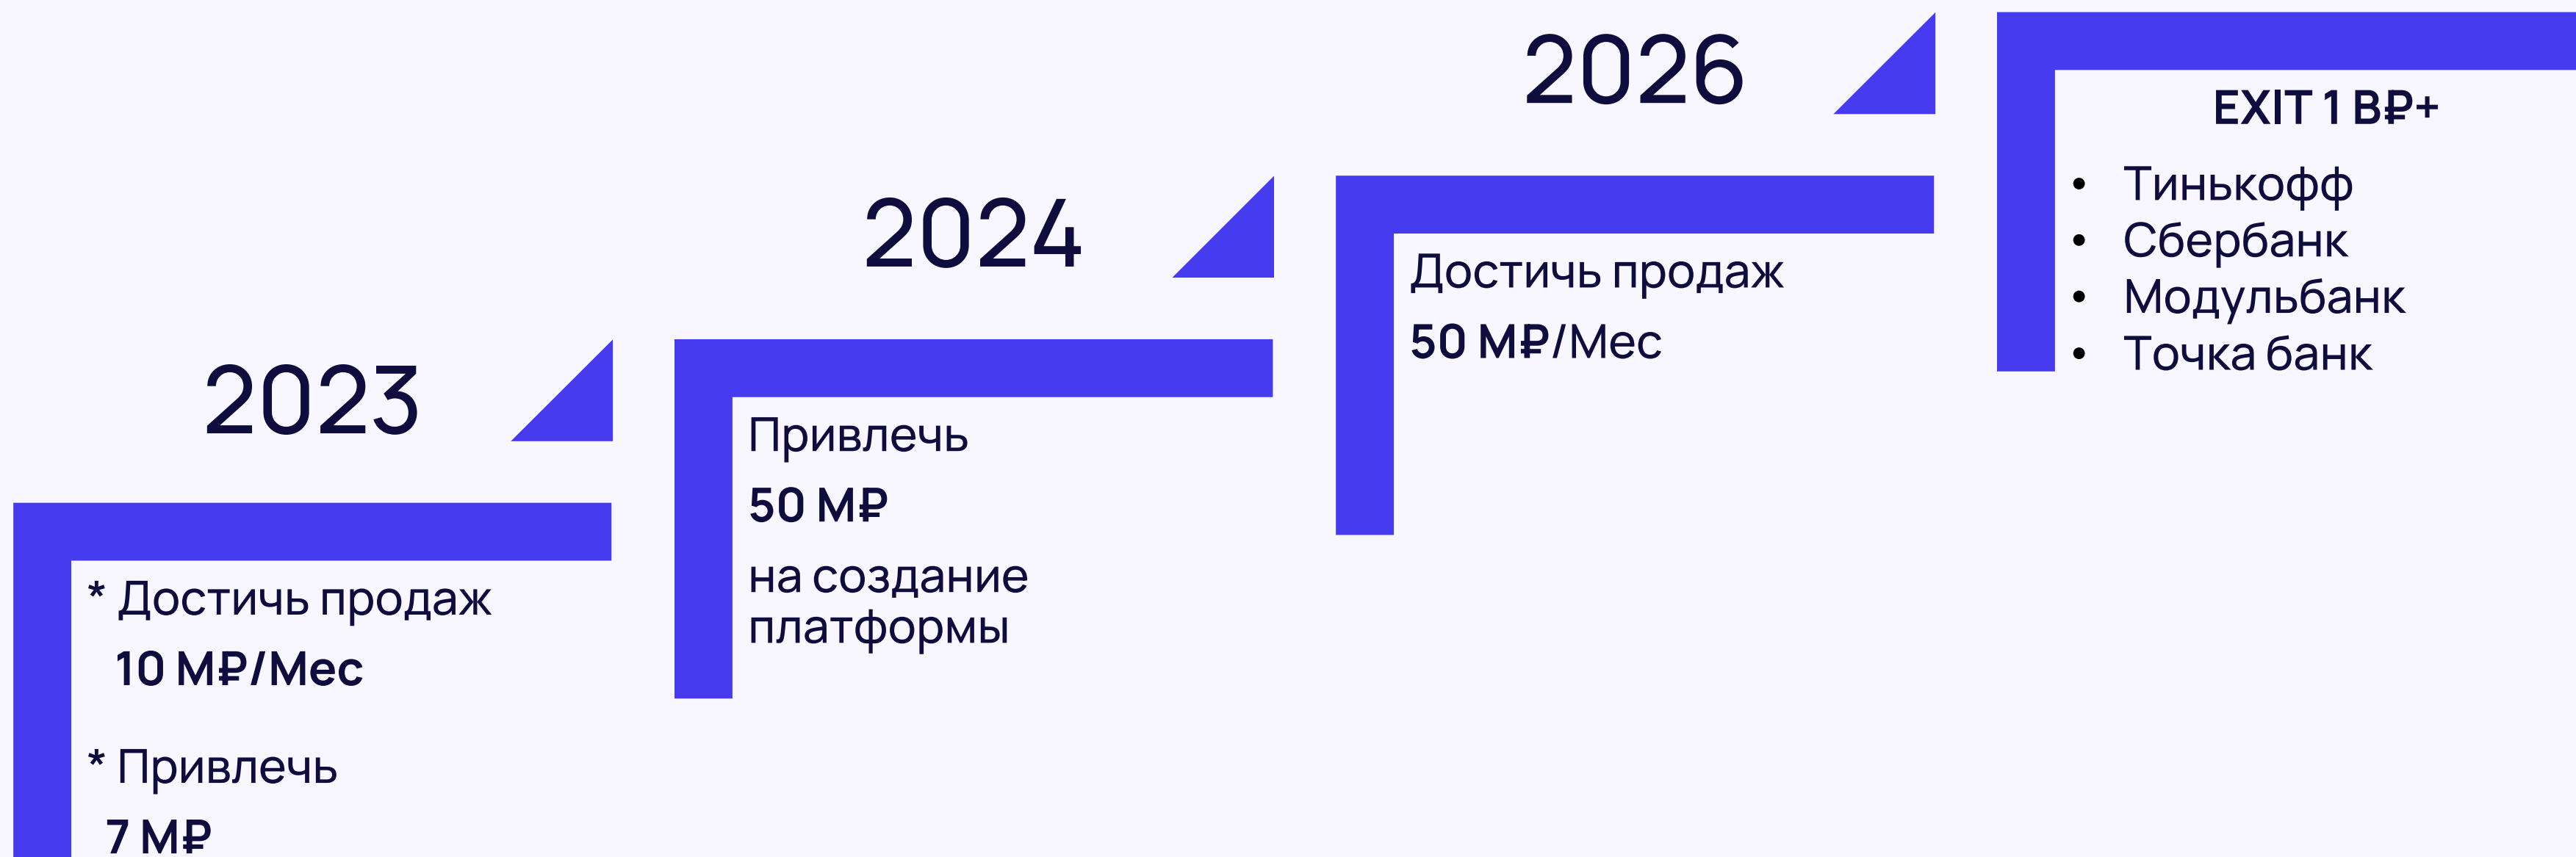 2023
* Достичь продаж
10 М₽/Мес
* Привлечь
7 М₽
2024
Привлечь
50 М₽
на создание
платформы
2026
Достичь продаж
50 М₽/Мес
EXIT 1 B₽+
• Тинькофф
• Сбербанк
• Модульбанк
• Точка банк